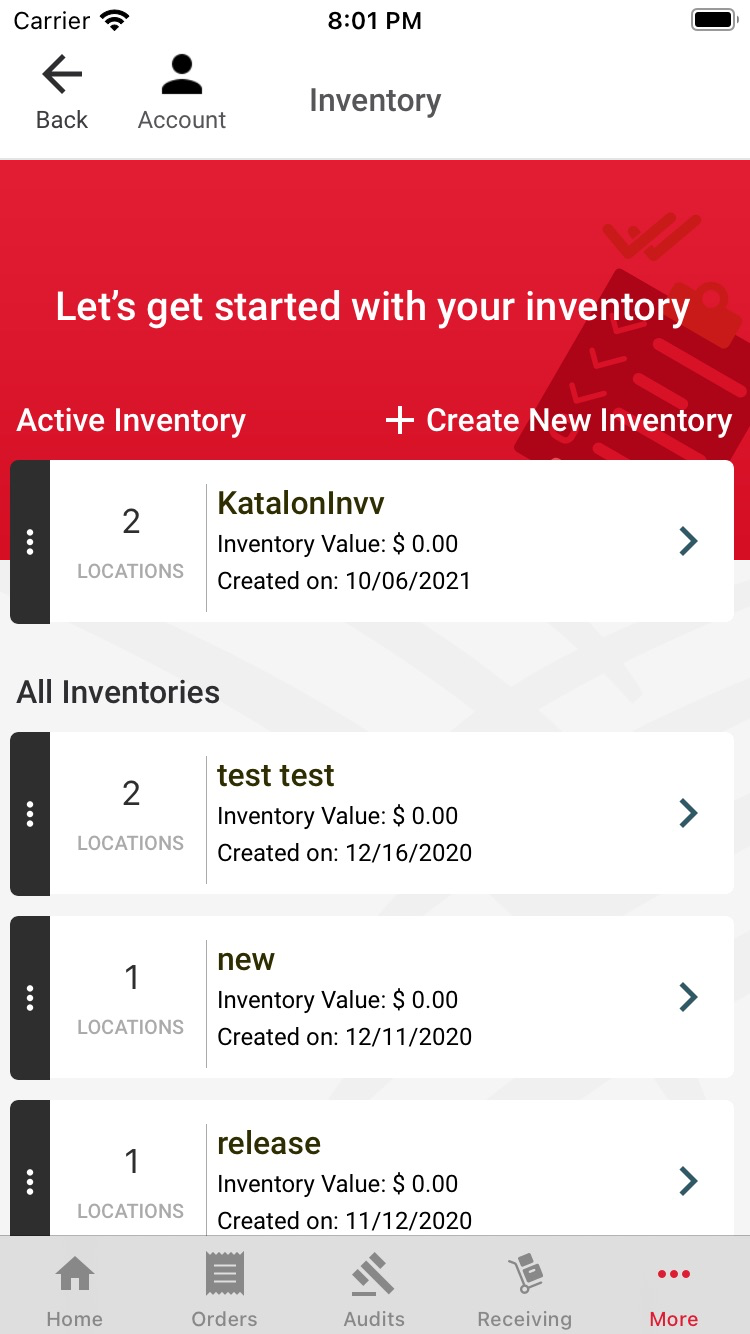 Carrier 8:01 PM
Back Account Inventory
Let’s get started with your inventory
Active Inventory + Create New Inventory
2
LOCATIONS
KatalonInvv
Inventory Value: $ 0.00
Created on: 10/06/2021
All Inventories
2
LOCATIONS
test test
Inventory Value: $ 0.00
Created on: 12/16/2020
1
LOCATIONS
new
Inventory Value: $ 0.00
Created on: 12/11/2020
1
LOCATIONS
release
Inventory Value: $ 0.00
Created on: 11/12/2020
Home Orders Audits Receiving More